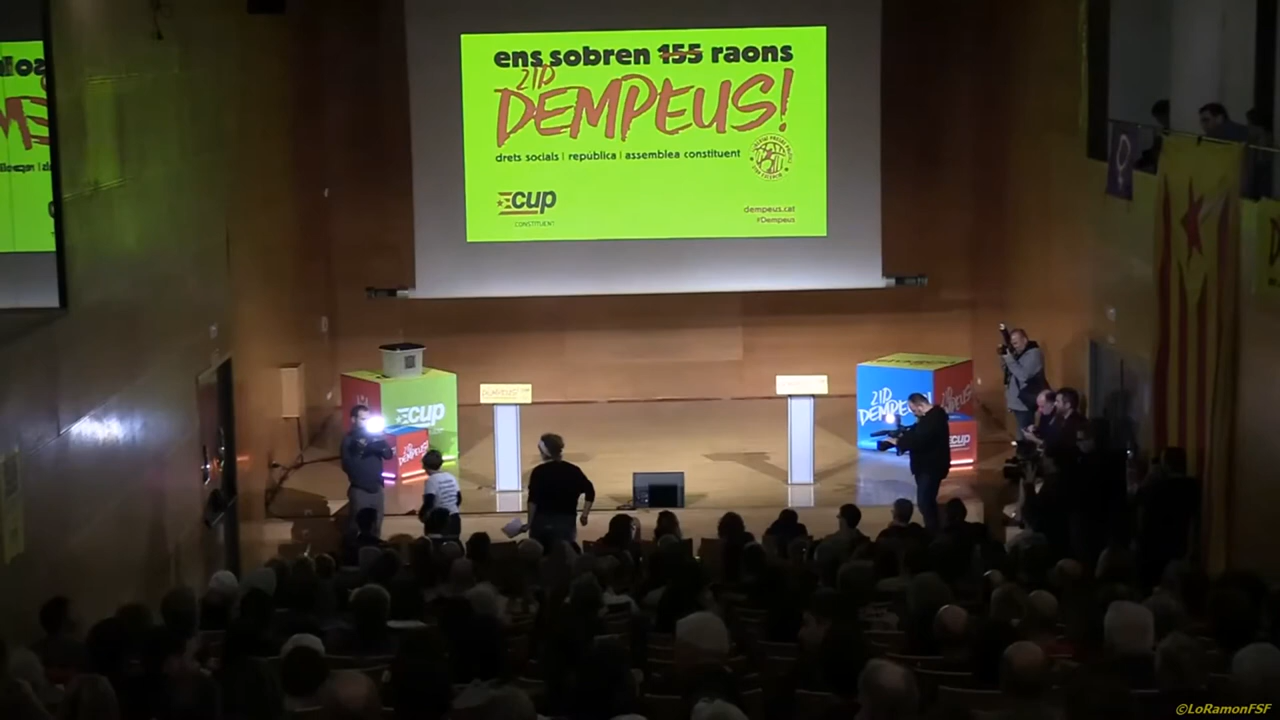 ens sobren 155 raons
21D
DEMPEUS!
drets socials | república | assemblea constituent
cup
CONSTITUENT
dempeus.cat
#Dempeus
cup
21D
DEMPEUS!
DEMPEUS!
21D
DEMPEUS!
cup
©LoRamonFSF